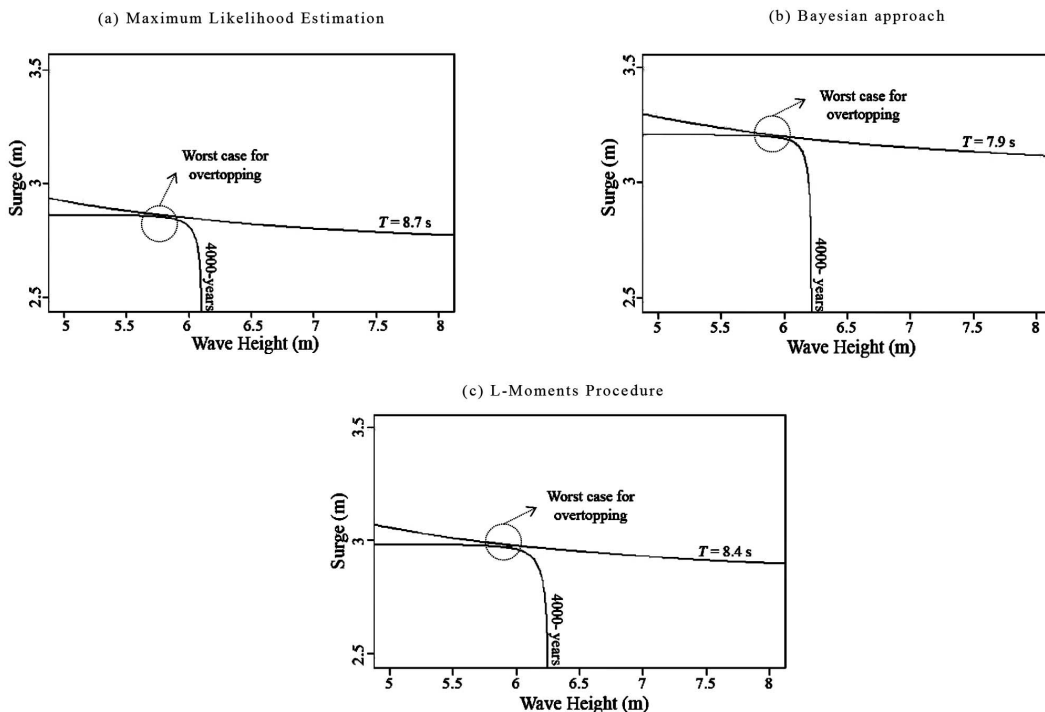 (a) Maximum Likelihood Estimation
3.5
3
2.5
Surge (m)
Worst case for
overtopping
T = 8.7 s
4000-years
5 5.5 6 6.5 7 7.5 8
Wave Height (m)
(b) Bayesian approach
3.5
3
2.5
Surge (m)
Worst case for
overtopping
T = 7.9 s
4000- years
5 5.5 6 6.5 7 7.5 8
Wave Height (m)
(c) L-Moments Procedure
3.5
3
2.5
Surge (m)
Worst case for
overtopping
T = 8.4 s
4000- years
5 5.5 6 6.5 7 7.5 8
Wave Height (m)